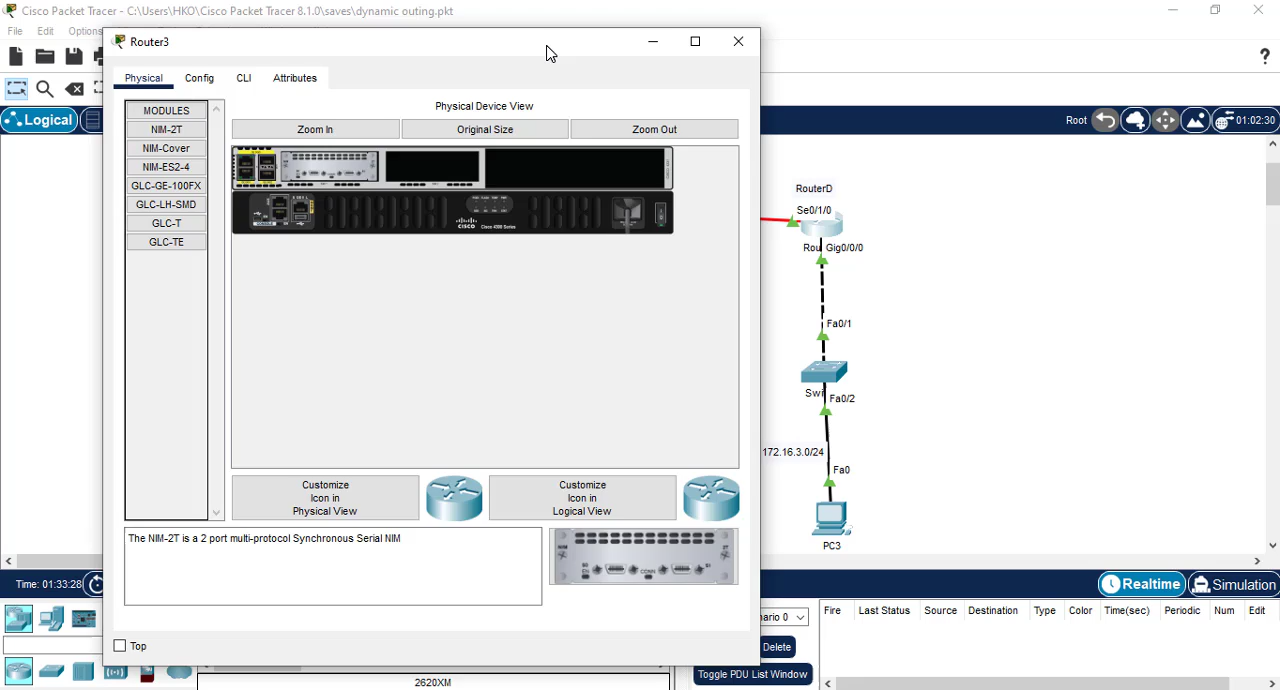 Cisco Packet Tracer - C:\Users\HKO\Cisco Packet Tracer 8.1.0\saves\dynamic outing.pkt
File Edit Options
Router3
Physical Config CLI Attributes
Logical
Root
01:02:30
MODULES
NIM-2T
NIM-Cover
NIM-ES2-4
GLC-GE-100FX
GLC-LH-SMD
GLC-T
GLC-TE
Physical Device View
Zoom In Original Size Zoom Out
CISCO
Customize
Icon in
Physical View
Customize
Icon in
Logical View
The NIM-2T is a 2 port multi-protocol Synchronous Serial NIM
Top
RouterD
Se0/1/0
Rou Gig0/0/0
Fa0/1
Swi
Fa0/2
172.16.3.0/24
Fa0
PC3
Time: 01:33:28
Realtime Simulation
nario 0
Delete
Toggle PDU List Window
Fire Last Status Source Destination Type Color Time(sec) Periodic Num Edit
2620XM